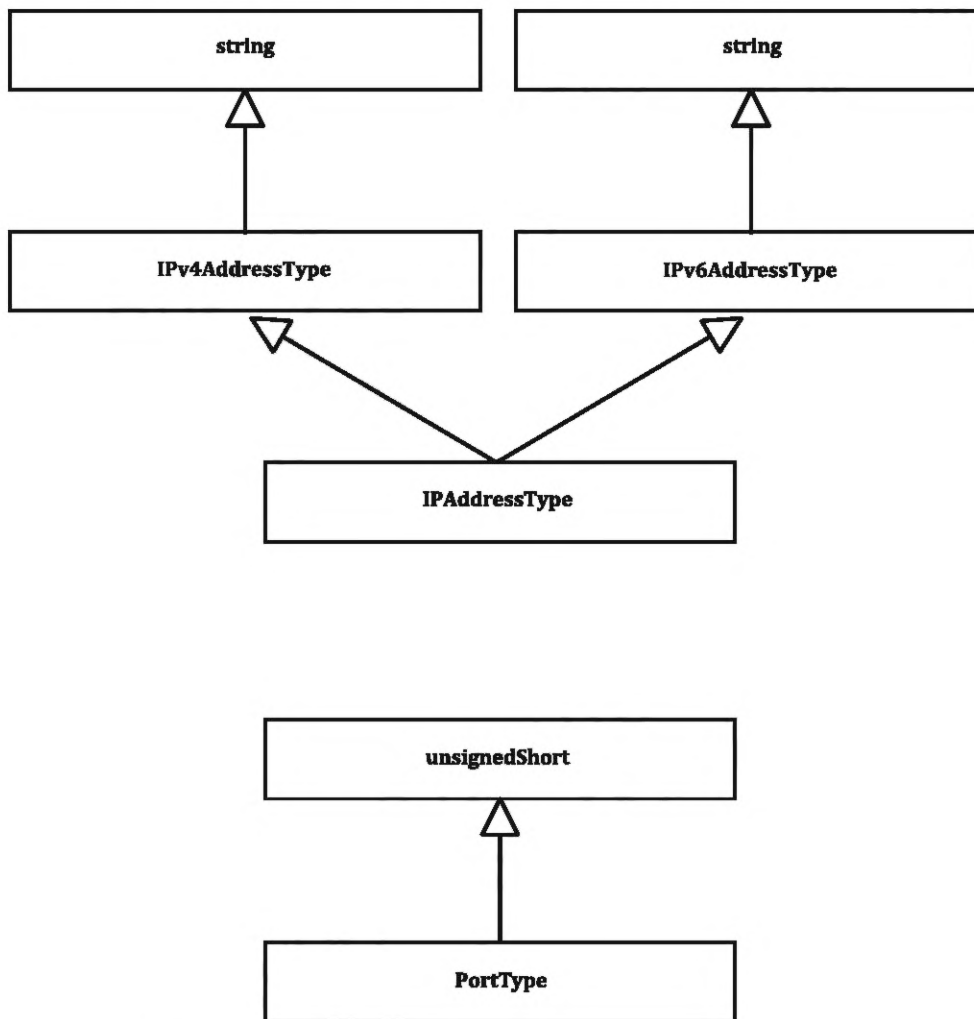 string
string
IPv4AddressType
IPv6AddressType
IPAddressType
unsignedShort
PortType